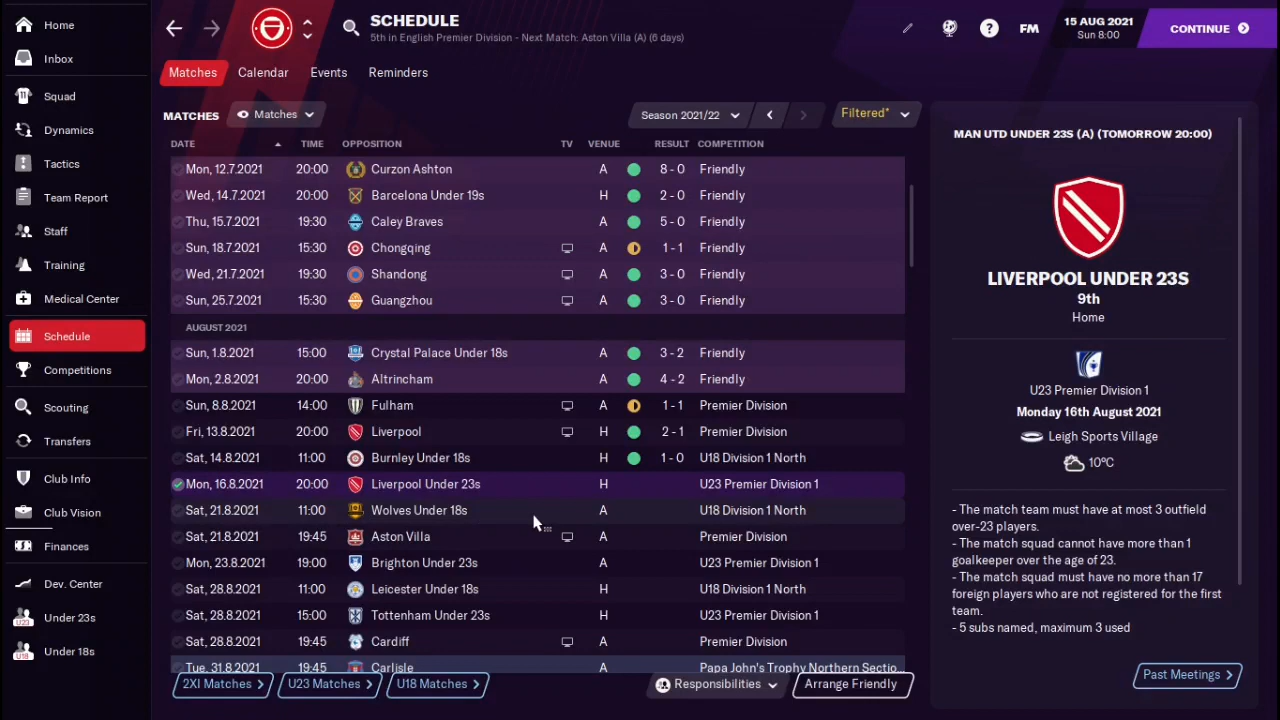 Home
Inbox
Squad
Dynamics
Tactics
Team Report
Staff
Training
Medical Center
Schedule
Competitions
Scouting
Transfers
Club Info
Club Vision
Finances
Dev. Center
Under 23s
Under 18s
SCHEDULE
5th in English Premier Division - Next Match: Aston Villa (A) (6 days)
FM
15 AUG 2021
Sun 8:00
CONTINUE
Matches Calendar Events Reminders
MATCHES Matches Season 2021/22 Filtered*
DATE TIME OPPOSITION TV VENUE RESULT COMPETITION
Mon, 12.7.2021 20:00 Curzon Ashton A 8 - 0 Friendly
Wed, 14.7.2021 20:00 Barcelona Under 19s H 2 - 0 Friendly
Thu, 15.7.2021 19:30 Caley Braves A 5 - 0 Friendly
Sun, 18.7.2021 15:30 Chongqing A 1 - 1 Friendly
Wed, 21.7.2021 19:30 Shandong A 3 - 0 Friendly
Sun, 25.7.2021 15:30 Guangzhou A 3 - 0 Friendly
AUGUST 2021
Sun, 1.8.2021 15:00 Crystal Palace Under 18s A 3 - 2 Friendly
Mon, 2.8.2021 20:00 Altrincham A 4 - 2 Friendly
Sun, 8.8.2021 14:00 Fulham A 1 - 1 Premier Division
Fri, 13.8.2021 20:00 Liverpool H 2 - 1 Premier Division
Sat, 14.8.2021 11:00 Burnley Under 18s H 1 - 0 U18 Division 1 North
Mon, 16.8.2021 20:00 Liverpool Under 23s H U23 Premier Division 1
Sat, 21.8.2021 11:00 Wolves Under 18s A U18 Division 1 North
Sat, 21.8.2021 19:45 Aston Villa A Premier Division
Mon, 23.8.2021 19:00 Brighton Under 23s A U23 Premier Division 1
Sat, 28.8.2021 11:00 Leicester Under 18s H U18 Division 1 North
Sat, 28.8.2021 15:00 Tottenham Under 23s H U23 Premier Division 1
Sat, 28.8.2021 19:45 Cardiff A Premier Division
Tue, 31.8.2021 19:45 Carlisle A Papa John's Trophy Northern Sectio...
2XI Matches U23 Matches U18 Matches Responsibilities Arrange Friendly
MAN UTD UNDER 23S (A) (TOMORROW 20:00)
LIVERPOOL UNDER 23S
9th
Home
U23 Premier Division 1
Monday 16th August 2021
Leigh Sports Village
10°C
- The match team must have at most 3 outfield
over-23 players.
- The match squad cannot have more than 1
goalkeeper over the age of 23.
- The match squad must have no more than 17
foreign players who are not registered for the first
team.
- 5 subs named, maximum 3 used
Past Meetings